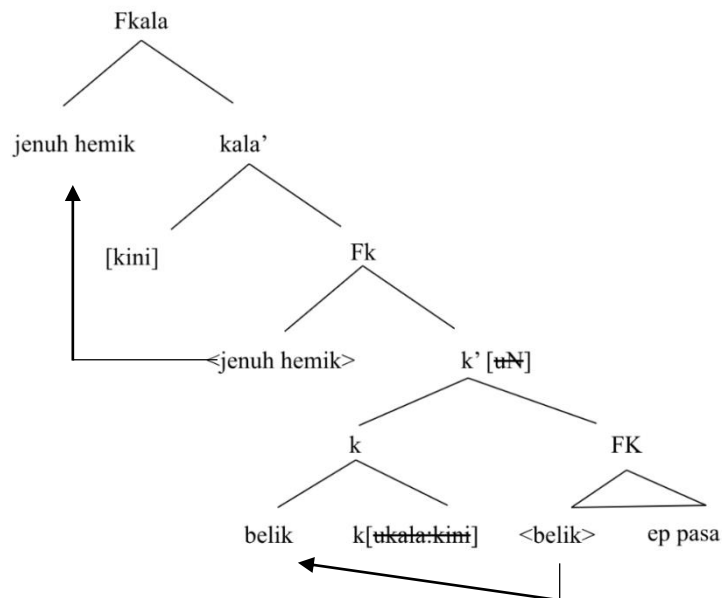 Fkala
jenuh hemik kala’
[kini] Fk
<jenuh hemik> k’ [uN]
k FK
belik k[ukala:kini] <belik> ep pasa